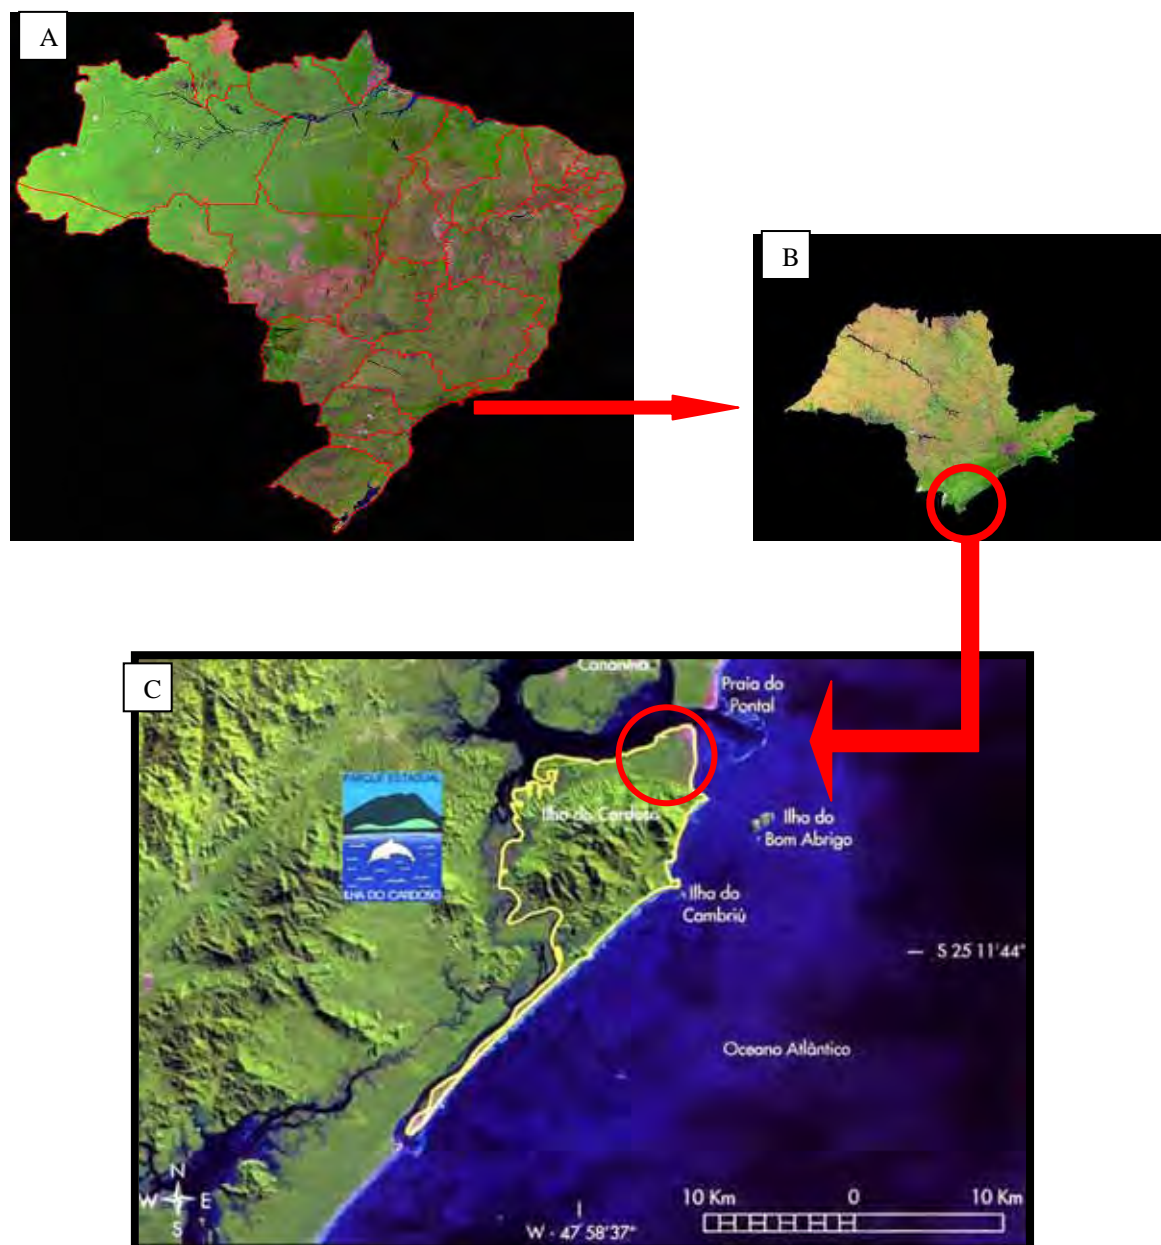 A
B
C
Cananéia
Praia do
Pontal
PARQUE ESTADUAL
Ilha do Cardoso
Ilha do
Bom Abrigo
ILHA DO CARDOSO
Ilha do
Cambriú
S 25 11'44"
Oceano Atlântico
N
W E
S
10 Km 0 10 Km
W - 47 58'37"